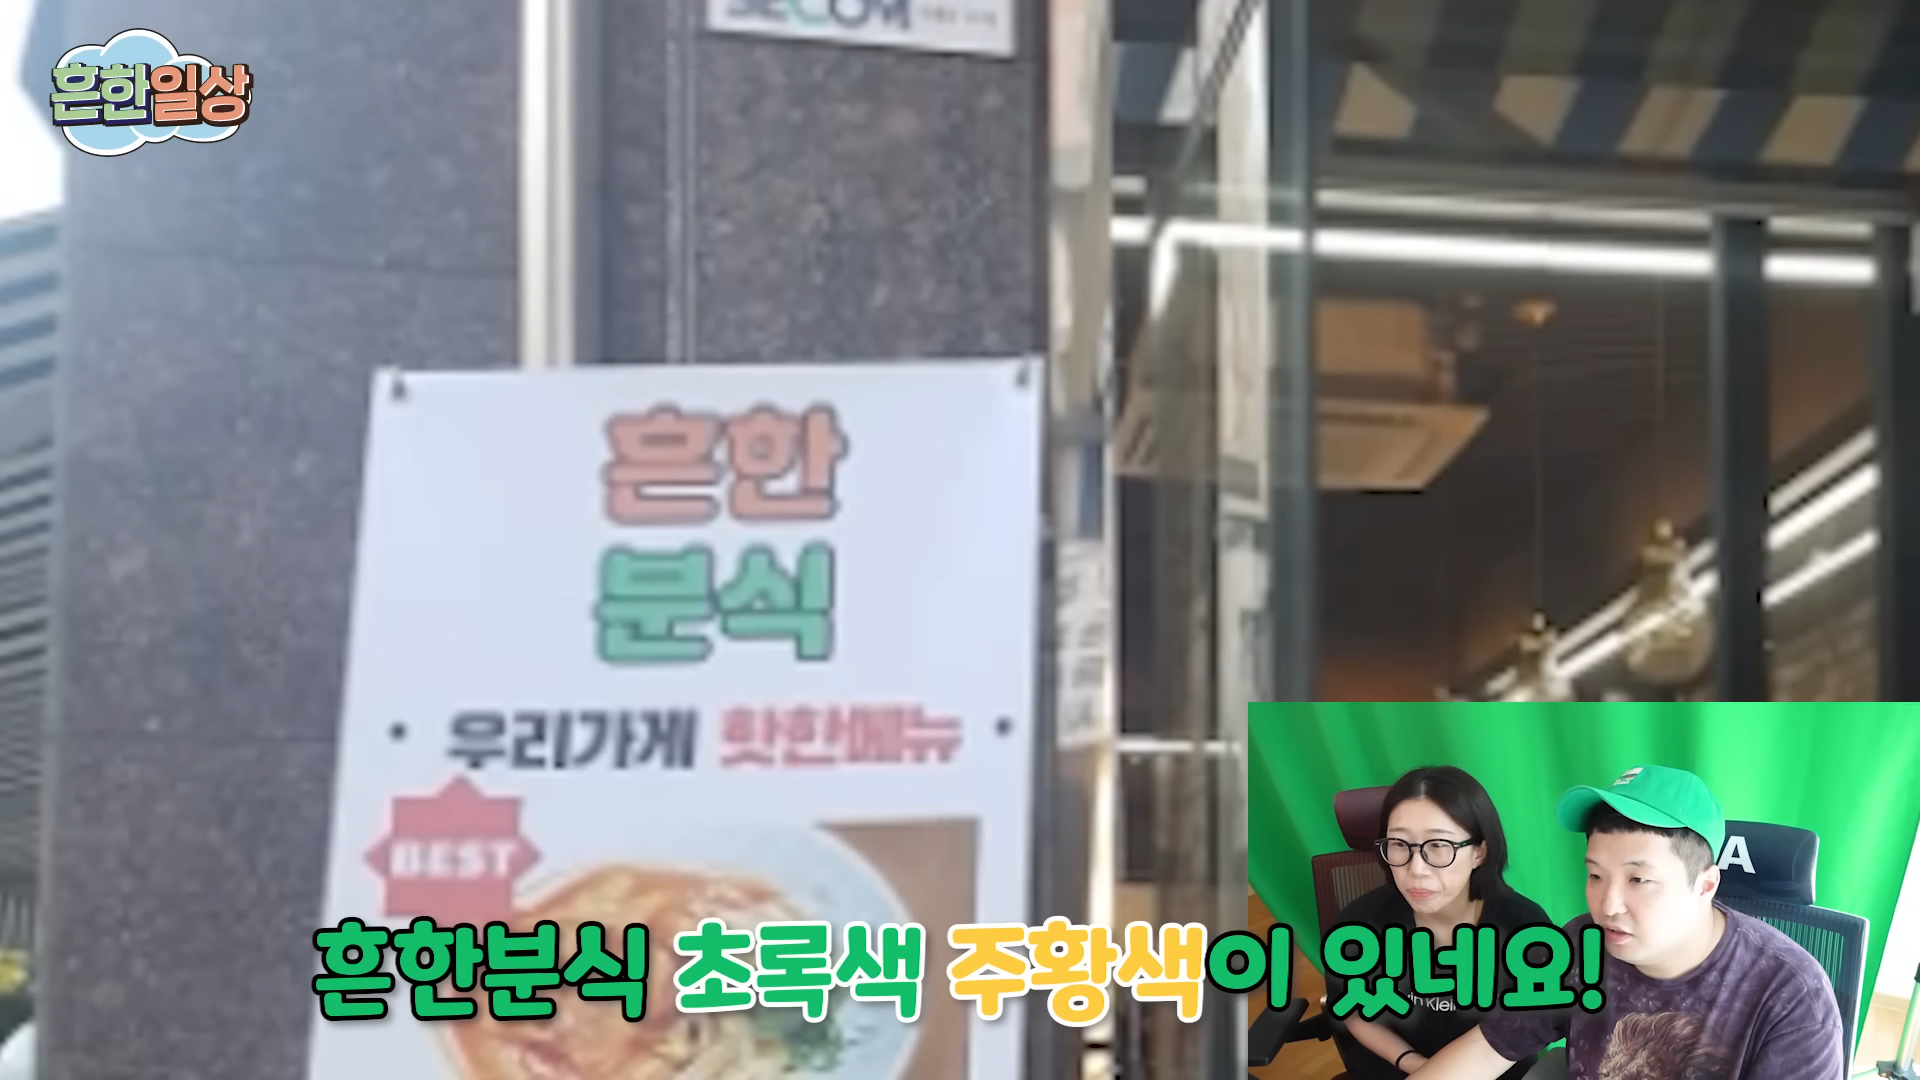 SECOM
흔한일상
흔한
분식
• 우리가게 핫한메뉴 •
BEST
흔한분식 초록색 주황색이 있네요!
A